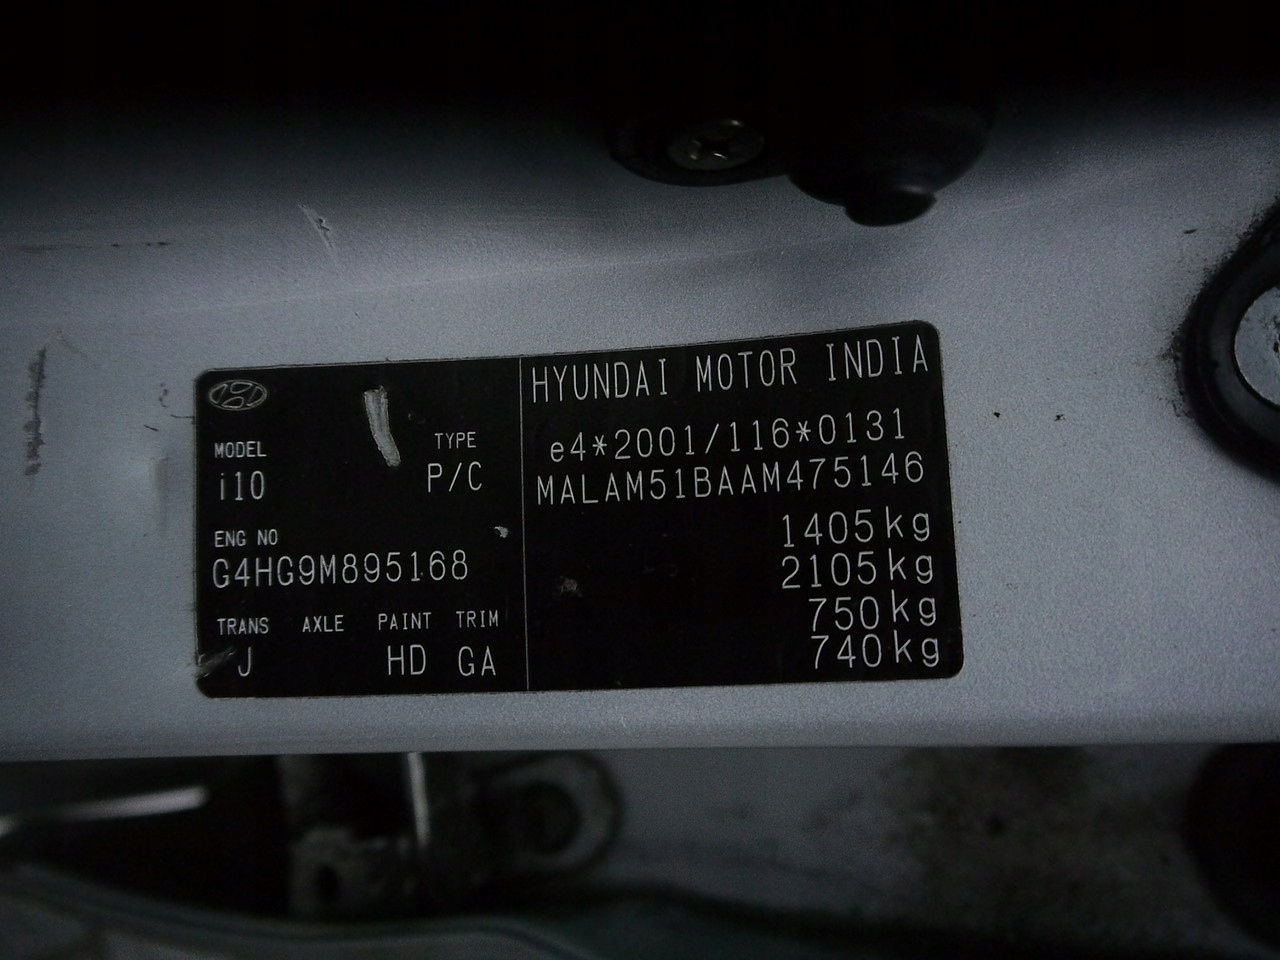 HYUNDAI MOTOR INDIA
MODEL TYPE
i10 P/C
ENG NO
G4HG9M895168
TRANS AXLE PAINT TRIM
J HD GA
e4*2001/116*0131
MALAM51BAAM475146
1405kg
2105kg
750kg
740kg